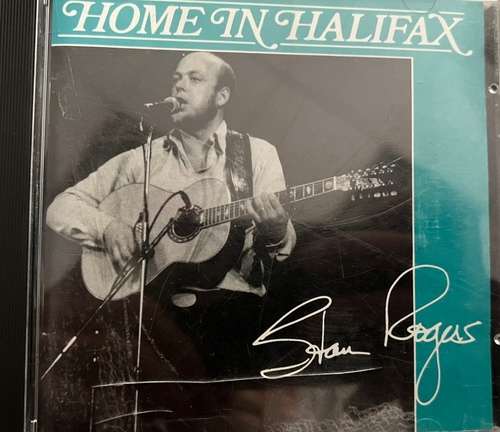 HOME IN HALIFAX
Stan Rogers